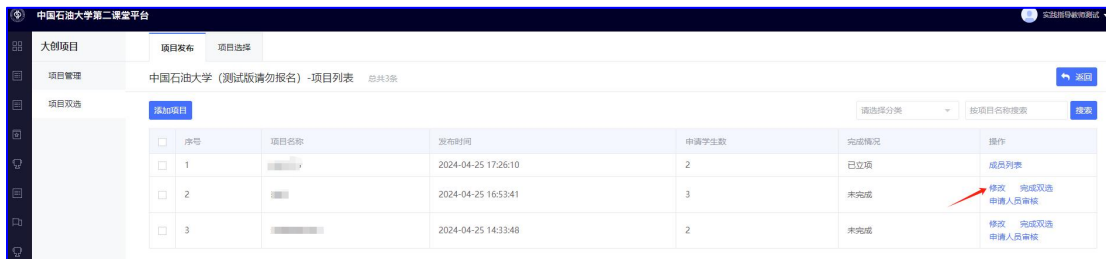 中国石油大学第二课堂平台
实践指导教师测试
大创项目
项目发布 项目选择
项目管理
中国石油大学（测试版请勿报名）-项目列表 总共3条
返回
项目双选
添加项目
请选择分类
按项目名称搜索
搜索
序号 项目名称 发布时间 申请学生数 完成情况 操作
1 2024-04-25 17:26:10 2 已立项 成员列表
2 2024-04-25 16:53:41 3 未完成 修改 完成双选
申请人员审核
3 2024-04-25 14:33:48 2 未完成 修改 完成双选
申请人员审核